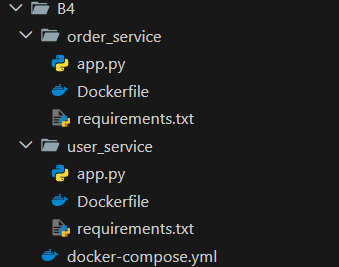 B4
order_service
app.py
Dockerfile
requirements.txt
user_service
app.py
Dockerfile
requirements.txt
docker-compose.yml